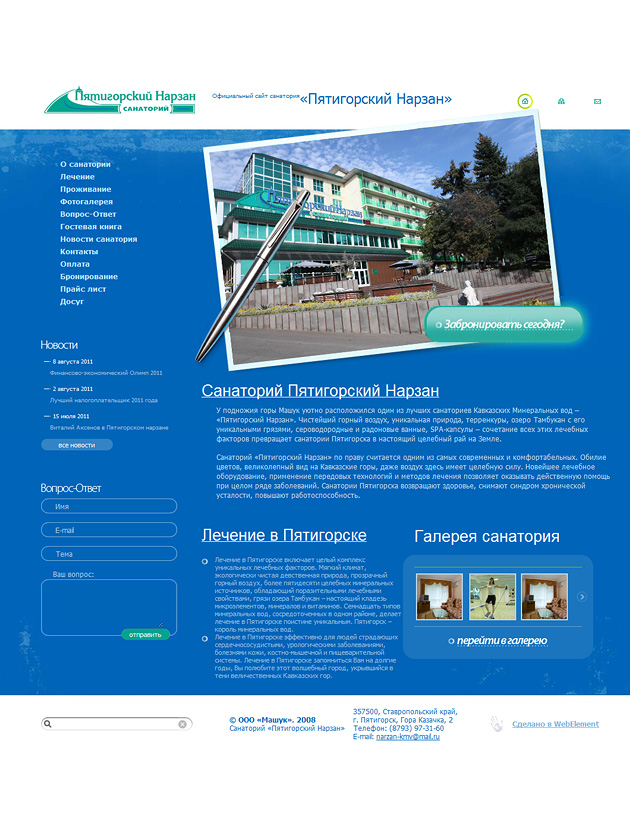 Пятигорский Нарзан
САНАТОРИЙ
Официальный сайт санатория «Пятигорский Нарзан»
О санатории
Лечение
Проживание
Фотогалерея
Вопрос-Ответ
Гостевая книга
Новости санатория
Контакты
Оплата
Бронирование
Прайс лист
Досуг
Пятигорский Нарзан
САНАТОРИЙ
Забронировать сегодня?
Новости
— 8 августа 2011
Финансово-экономический Олимп 2011
— 2 августа 2011
Лучший налогоплательщик 2011 года
— 15 июля 2011
Виталий Аксенов в Пятигорском нарзане
все новости
Вопрос-Ответ
Имя
E-mail
Тема
Ваш вопрос:
отправить
Санаторий Пятигорский Нарзан
У подножия горы Машук уютно расположился один из лучших санаториев Кавказских Минеральных вод –
«Пятигорский Нарзан». Чистейший горный воздух, уникальная природа, терренкуры, озеро Тамбукан с его
уникальными грязями, сероводородные и радоновые ванные, SPA-капсулы – сочетание всех этих лечебных
факторов превращает санатории Пятигорска в настоящий целебный рай на Земле.
Санаторий «Пятигорский Нарзан» по праву считается одним из самых современных и комфортабельных. Обилие
цветов, великолепный вид на Кавказские горы, даже воздух здесь имеет целебную силу. Новейшее лечебное
оборудование, применение передовых технологий и методов лечения позволяет оказывать действенную помощь
при целом ряде заболеваний. Санатории Пятигорска возвращают здоровье, снимают синдром хронической
усталости, повышают работоспособность.
Лечение в Пятигорске
Лечение в Пятигорске включает целый комплекс
уникальных лечебных факторов. Мягкий климат,
экологически чистая девственная природа, прозрачный
горный воздух, более пятидесяти целебных минеральных
источников, обладающий поразительными лечебными
свойствами, грязи озера Тамбукан – настоящий кладезь
микроэлементов, минералов и витаминов. Семнадцать типов
минеральных вод, сосредоточенных в одном районе, делает
лечение в Пятигорске поистине уникальным. Пятигорск –
король минеральных вод.
Лечение в Пятигорске эффективно для людей страдающих
сердечнососудистыми, урологическими заболеваниями,
болезнями кожи, костно-мышечной и пищеварительной
системы. Лечение в Пятигорске запомниться Вам на долгие
годы, Вы полюбите этот волшебный город, укрывшийся в
тени величественных Кавказских гор.
Галерея санатория
перейти в галерею
© ООО «Машук». 2008
Санаторий «Пятигорский Нарзан»
357500, Ставропольский край,
г. Пятигорск, Гора Казачка, 2
Телефон: (8793) 97-31-60
E-mail: narzan-kmv@mail.ru
Сделано в WebElement